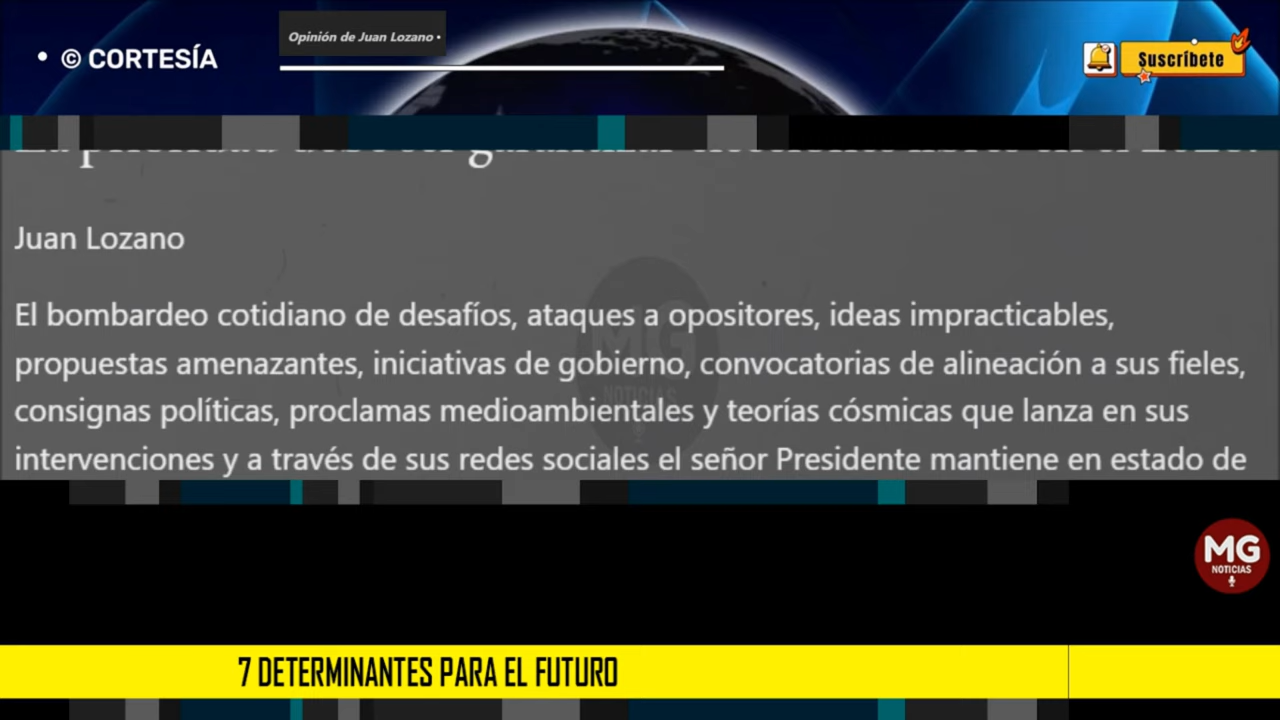 • © CORTESÍA
Opinión de Juan Lozano •
Suscríbete
Juan Lozano
El bombardeo cotidiano de desafíos, ataques a opositores, ideas impracticables,
propuestas amenazantes, iniciativas de gobierno, convocatorias de alineación a sus fieles,
consignas políticas, proclamas medioambientales y teorías cósmicas que lanza en sus
intervenciones y a través de sus redes sociales el señor Presidente mantiene en estado de
MG
NOTICIAS
MG
NOTICIAS
7 DETERMINANTES PARA EL FUTURO